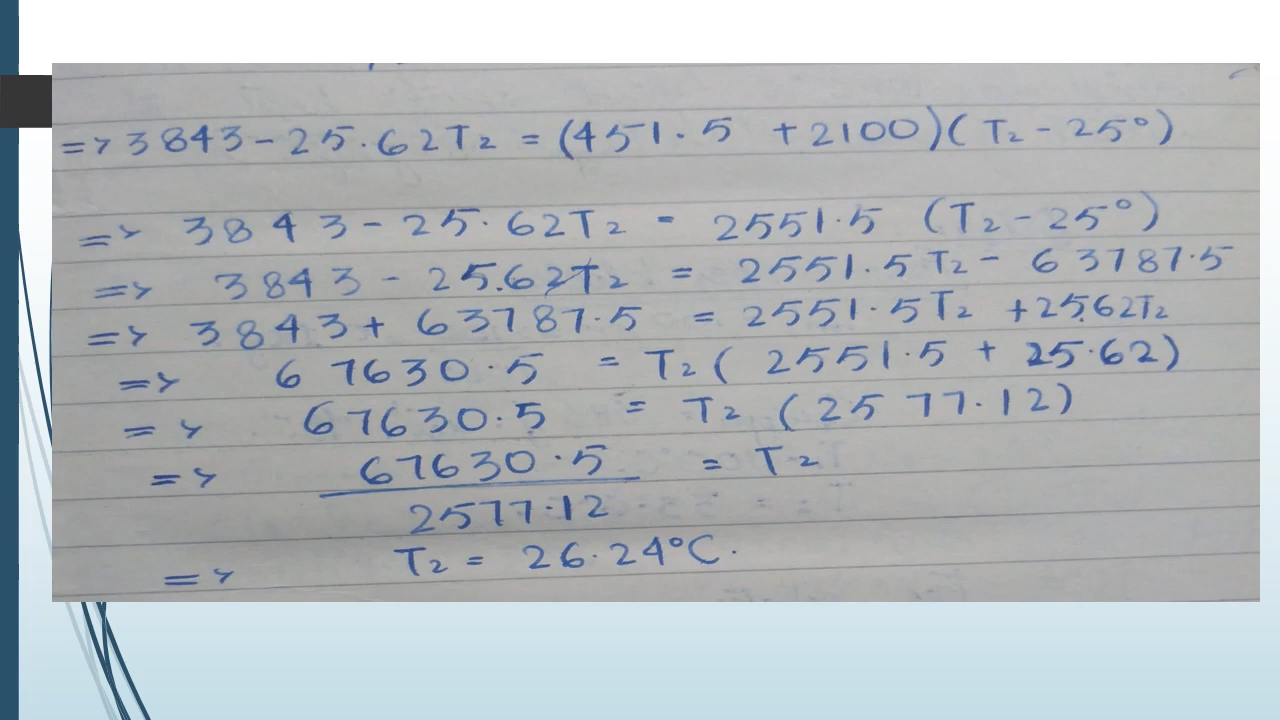 => 3843 - 25.62T₂ = (451.5 + 2100)(T₂ - 25°)
=> 3843 - 25.62T₂ = 2551.5 (T₂ - 25°)
=> 3843 - 25.62T₂ = 2551.5T₂ - 63787.5
=> 3843 + 63787.5 = 2551.5T₂ + 25.62T₂
=> 67630.5 = T₂ ( 2551.5 + 25.62)
=> 67630.5 = T₂ (2577.12)
=> 67630.5 = T₂
2577.12
=> T₂ = 26.24°C.